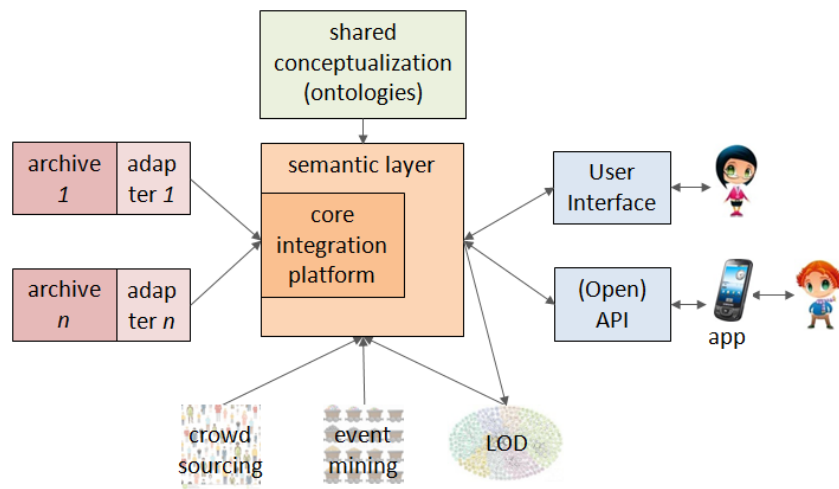 shared
conceptualization
(ontologies)
archive
1
adap
ter 1
semantic layer
core
integration
platform
User
Interface
archive
n
adap
ter n
(Open)
API
app
crowd
sourcing
event
mining
LOD